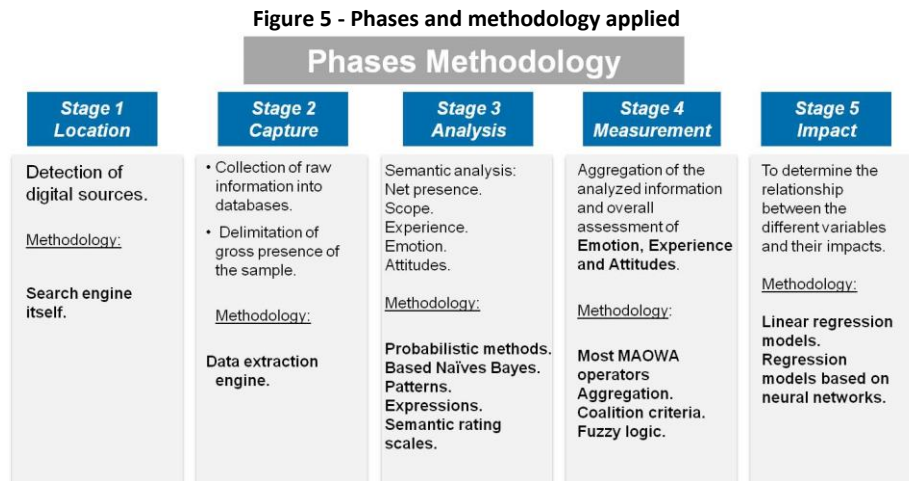 Figure 5 - Phases and methodology applied
Phases Methodology
Stage 1
Location
Detection of
digital sources.
Methodology:
Search engine
itself.
Stage 2
Capture
• Collection of raw
information into
databases.
• Delimitation of
gross presence of
the sample.
Methodology:
Data extraction
engine.
Stage 3
Analysis
Semantic analysis:
Net presence.
Scope.
Experience.
Emotion.
Attitudes.
Methodology:
Probabilistic methods.
Based Naïves Bayes.
Patterns.
Expressions.
Semantic rating
scales.
Stage 4
Measurement
Aggregation of the
analyzed information
and overall
assessment of
Emotion, Experience
and Attitudes.
Methodology:
Most MAOWA
operators
Aggregation.
Coalition criteria.
Fuzzy logic.
Stage 5
Impact
To determine the
relationship
between the
different variables
and their impacts.
Methodology:
Linear regression
models.
Regression
models based on
neural networks.